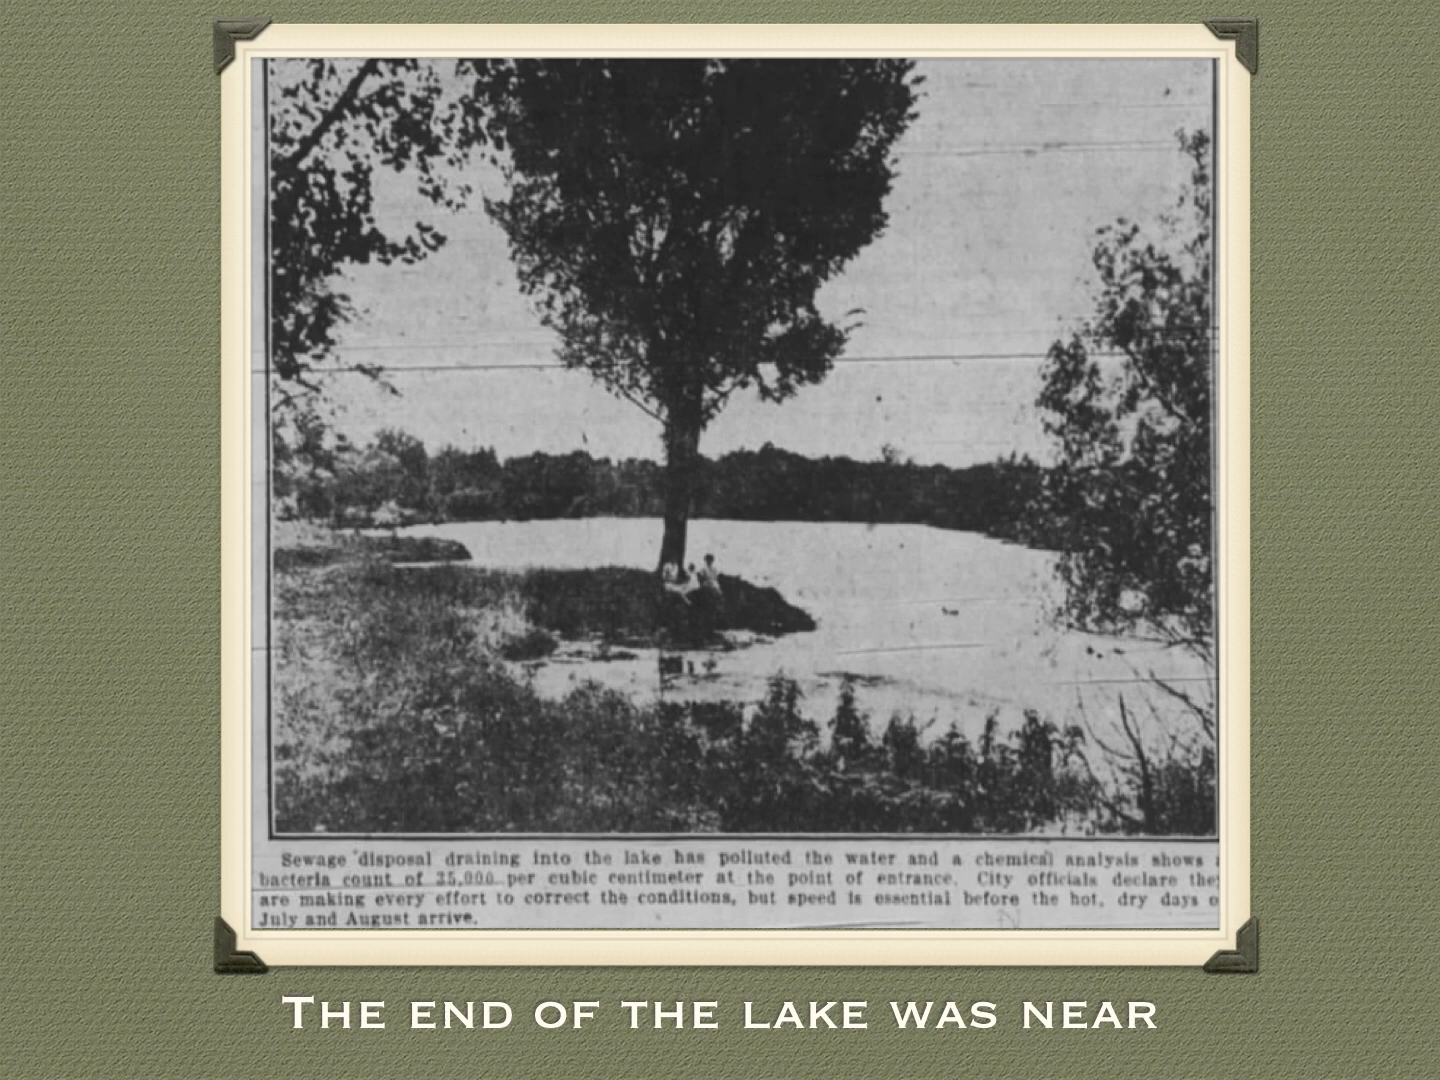 Sewage disposal draining into the lake has polluted the water and a chemical analysis shows
bacteria count of 35,000 per cubic centimeter at the point of entrance. City officials declare the
are making every effort to correct the conditions, but speed is essential before the hot, dry days
July and August arrive.
The end of the lake was near